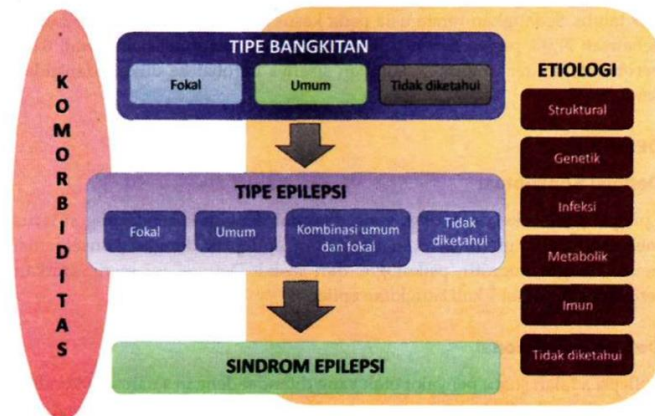 KOMORBIDITAS
TIPE BANGKITAN
Fokal
Umum
Tidak diketahui
TIPE EPILEPSI
Fokal
Umum
Kombinasi umum
dan fokal
Tidak
diketahui
SINDROM EPILEPSI
ETIOLOGI
Struktural
Genetik
Infeksi
Metabolik
Imun
Tidak diketahui